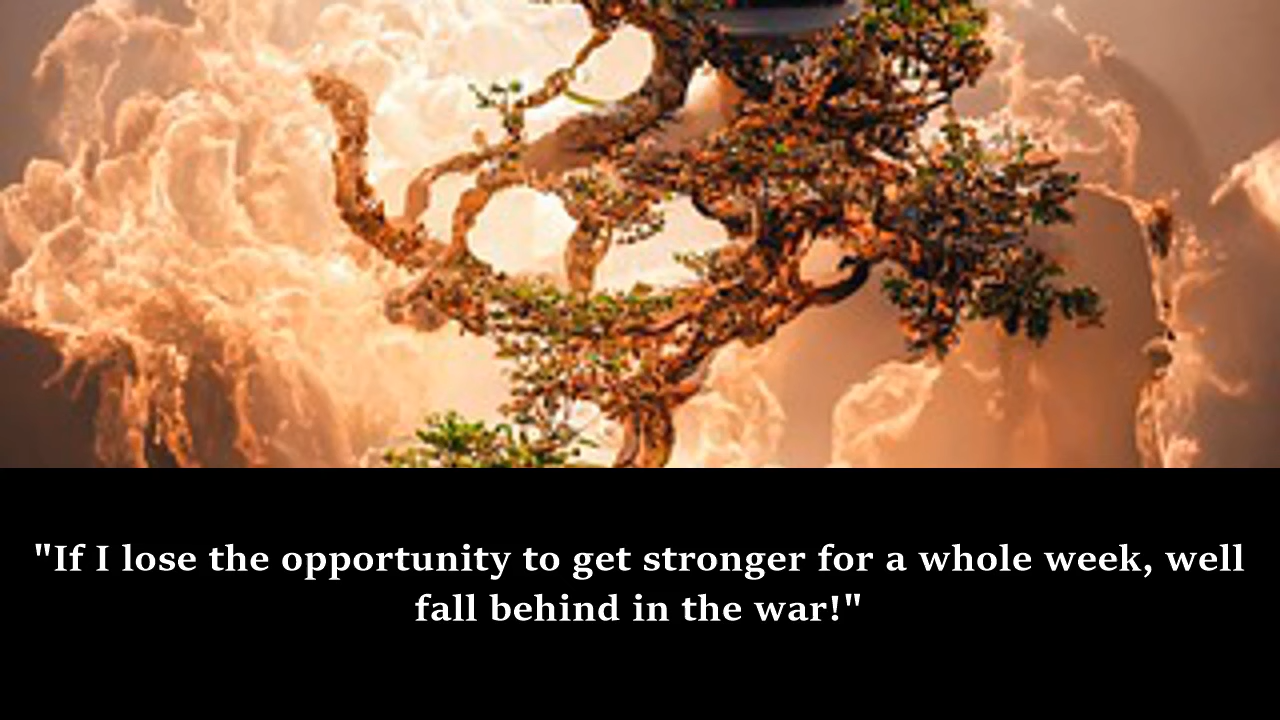 "If I lose the opportunity to get stronger for a whole week, well
fall behind in the war!"